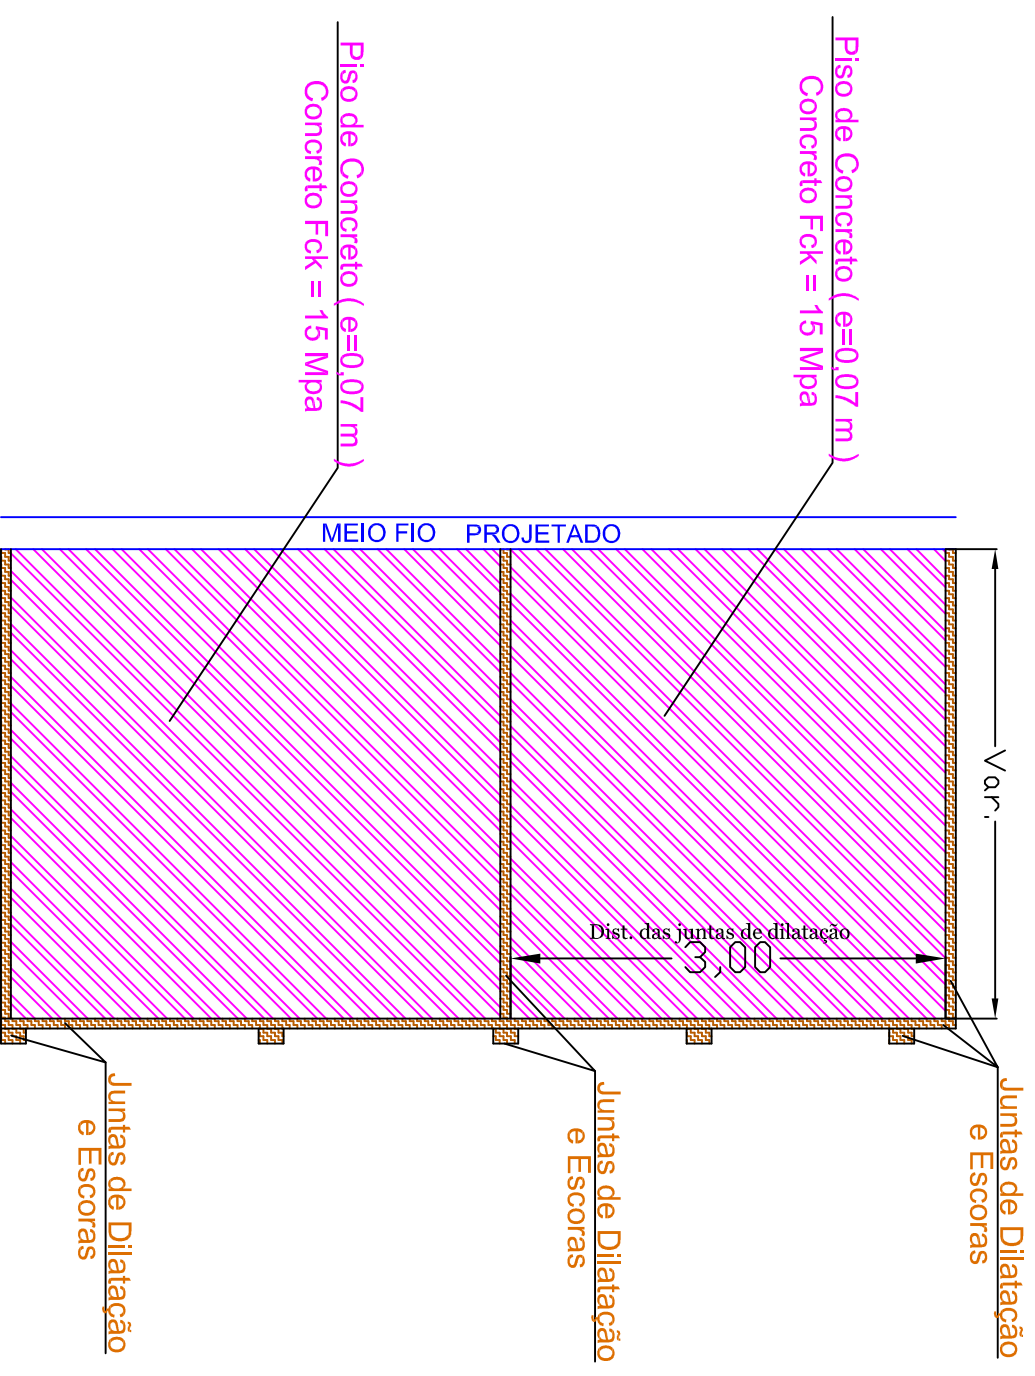 Piso de Concreto ( e=0,07 m )
Concreto Fck = 15 Mpa
Piso de Concreto ( e=0,07 m )
Concreto Fck = 15 Mpa
MEIO FIO PROJETADO
Var.
Dist. das juntas de dilatação
3,00
Juntas de Dilatação
e Escoras
Juntas de Dilatação
e Escoras
Juntas de Dilatação
e Escoras